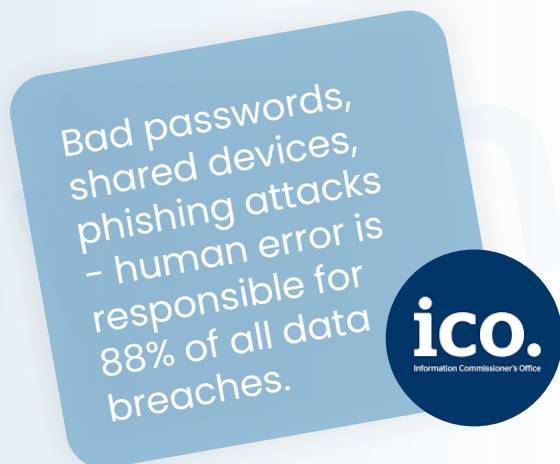 Bad passwords,
shared devices,
phishing attacks
- human error is
responsible for
88% of all data
breaches.
ico.
Information Commissioner's Office